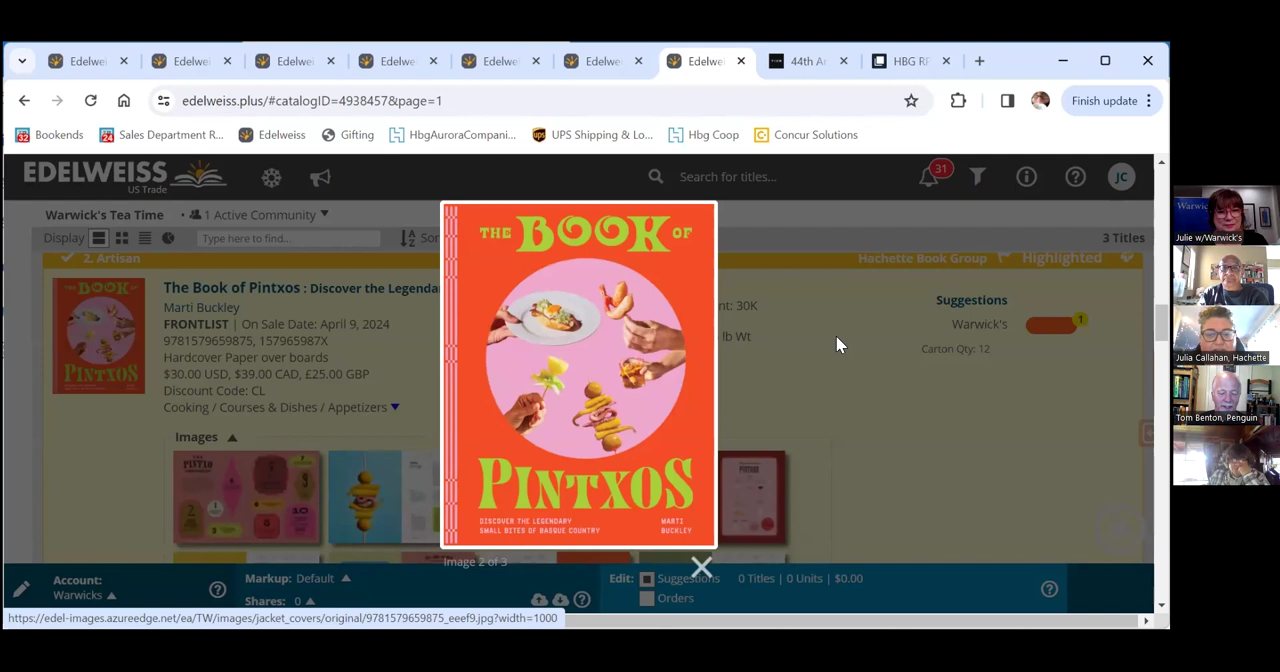 Edelwei
Edelwei
Edelwei
Edelwe
Edelwei
Edelwe
Edelwei
44th Ar
HBG RF
edelweiss.plus/#catalogID=4938457&page=1
Finish update
Bookends
Sales Department R...
Edelweiss
Gifting
HbgAuroraCompani...
UPS Shipping & Lo...
Hbg Coop
Concur Solutions
EDELWEISS
US Trade
Search for titles...
31
JC
Warwick's Tea Time
• 1 Active Community
Display
Type here to find...
Sor
3 Titles
2. Artisan
Hachette Book Group
Highlighted
The Book of Pintxos : Discover the Legenda
Marti Buckley
FRONTLIST | On Sale Date: April 9, 2024
9781579659875, 157965987X
Hardcover Paper over boards
$30.00 USD, $39.00 CAD, £25.00 GBP
Discount Code: CL
Cooking / Courses & Dishes / Appetizers
nt: 30K
lb Wt
Suggestions
Warwick's
1
Carton Qty: 12
Images
THE BOOK OF
PINTXOS
DISCOVER THE LEGENDARY
SMALL BITES OF BASQUE COUNTRY
MARTI
BUCKLEY
Image 2 of 3
Account:
Warwicks
Markup: Default
Shares: 0
Edit:
Suggestions
0 Titles | 0 Units | $0.00
Orders
https://edel-images.azureedge.net/ea/TW/images/jacket_covers/original/9781579659875_eeef9.jpg?width=1000
Warwic
Julie w/Warwick's
Julia Callahan, Hachette
Tom Benton, Penguin